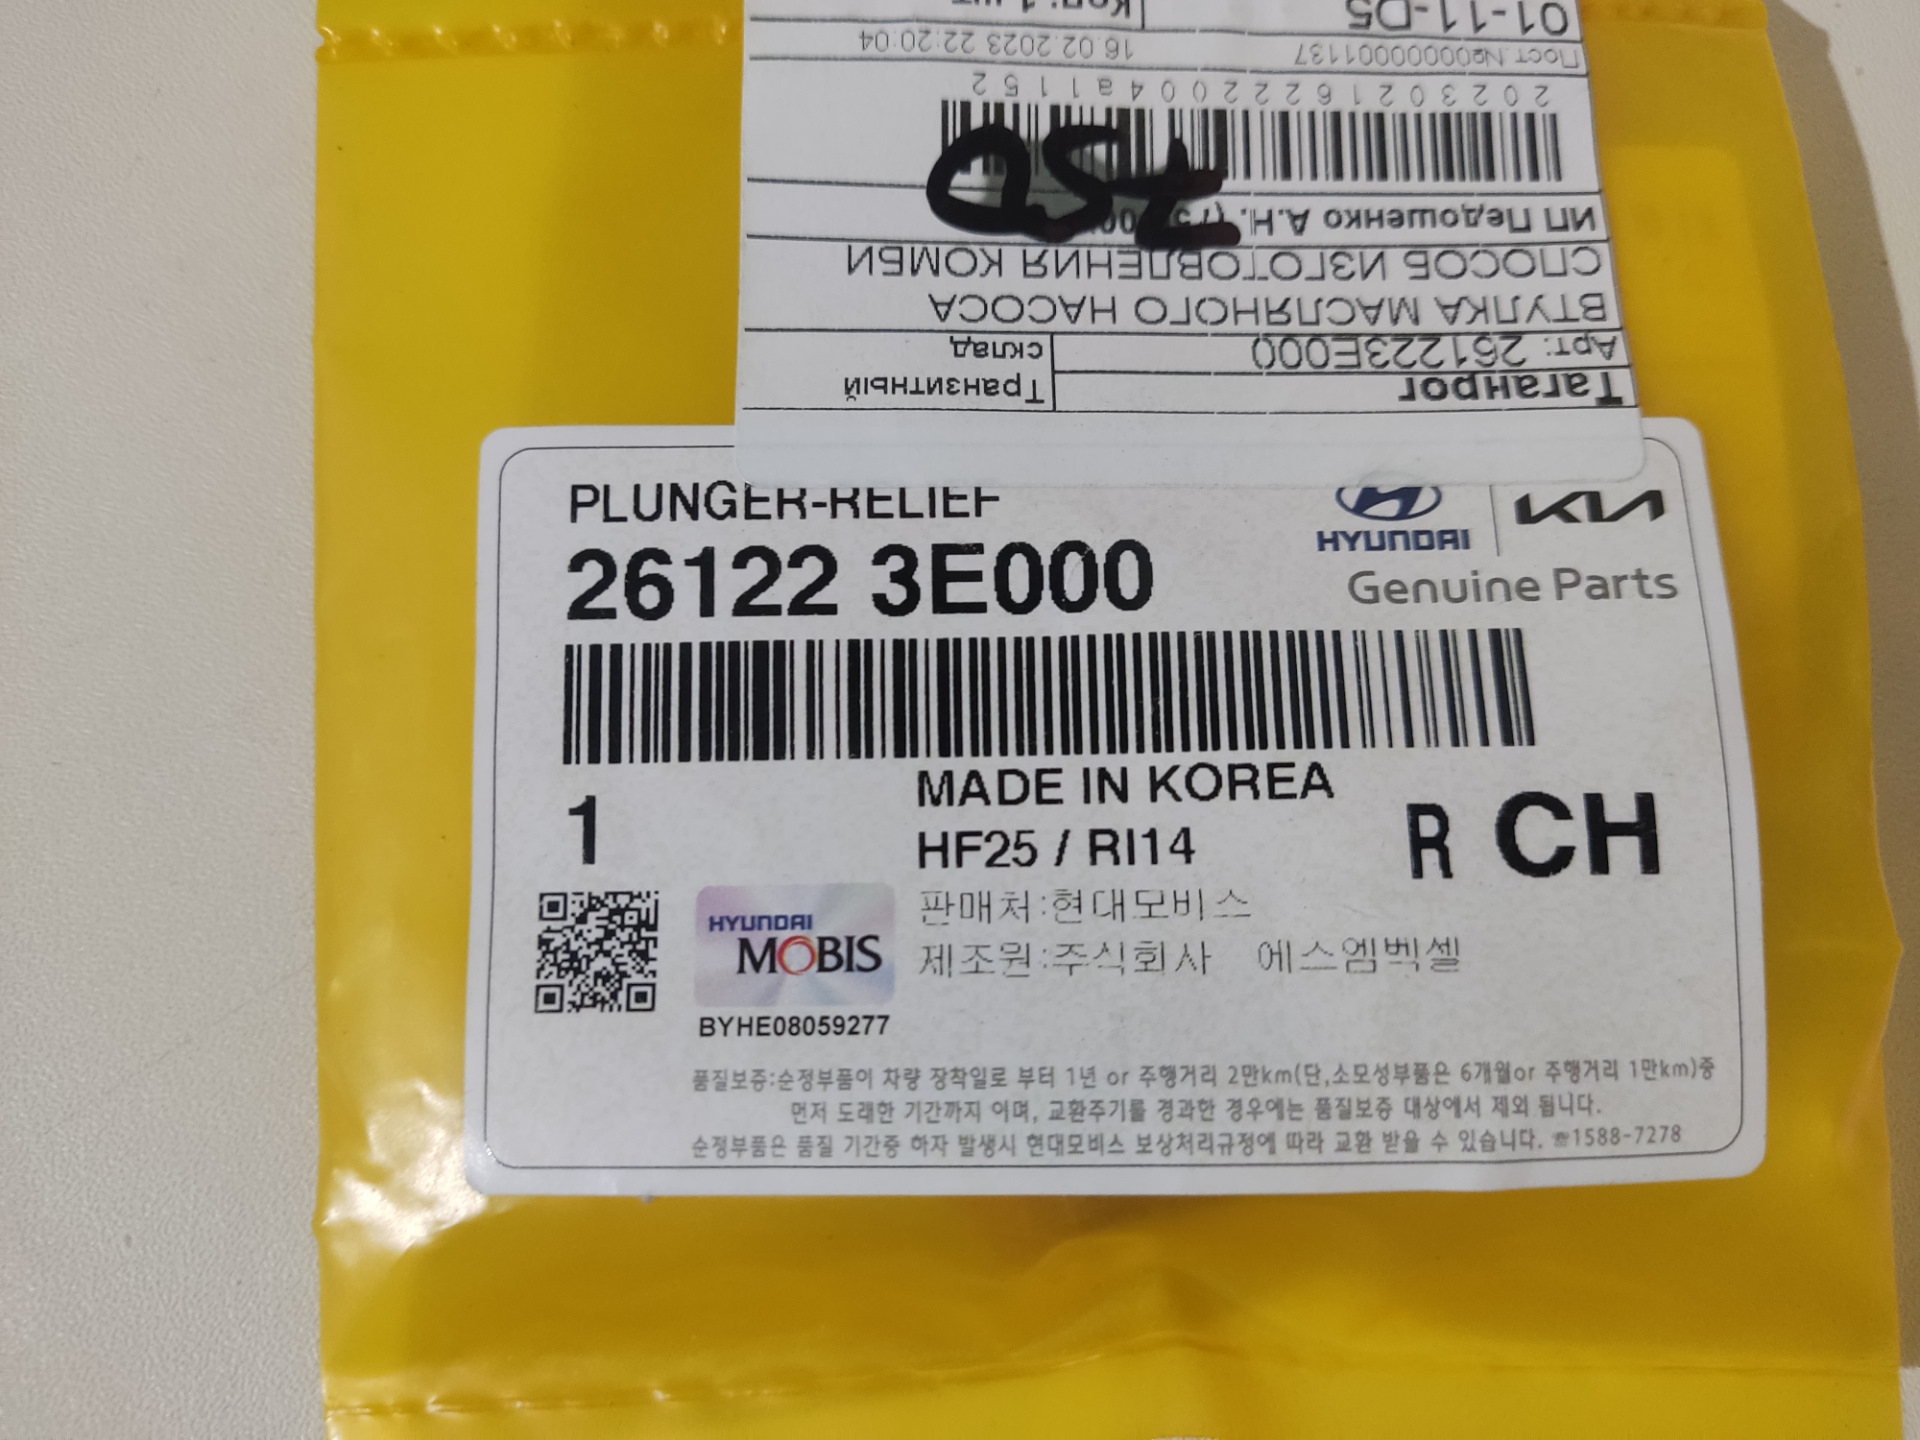 Таганрог
Транзитный
склад
Арт: 261223E000
ВТУЛКА МАСЛЯНОГО НАСОСА
СПОСОБ ИЗГОТОВЛЕНИЯ КОМБИ
ИП Педошенко А.Н.
750
20230216222004a1152
Пост.№000000001137 16.02.2023 22:20:04
01-11-D5 Кол: 1 шт
PLUNGER-RELIEF
26122 3E000
HYUNDAI
KIA
Genuine Parts
MADE IN KOREA
1
HF25 / RI14
R CH
HYUNDAI
MOBIS
BYHE08059277
판매처:현대모비스
제조원:주식회사 에스엠벡셀
품질보증:순정부품이 차량 장착일로 부터 1년 or 주행거리 2만km(단,소모성부품은 6개월or 주행거리 1만km)중
먼저 도래한 기간까지 이며, 교환주기를 경과한 경우에는 품질보증 대상에서 제외 됩니다.
순정부품은 품질 기간중 하자 발생시 현대모비스 보상처리규정에 따라 교환 받을 수 있습니다. ☎1588-7278